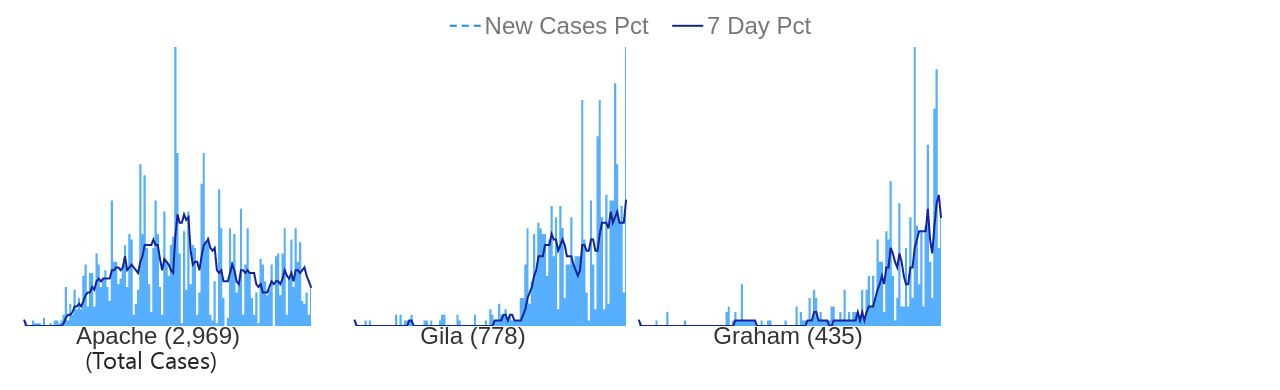 New Cases Pct 7 Day Pct
Apache (2,969) Gila (778) Graham (435)
(Total Cases)